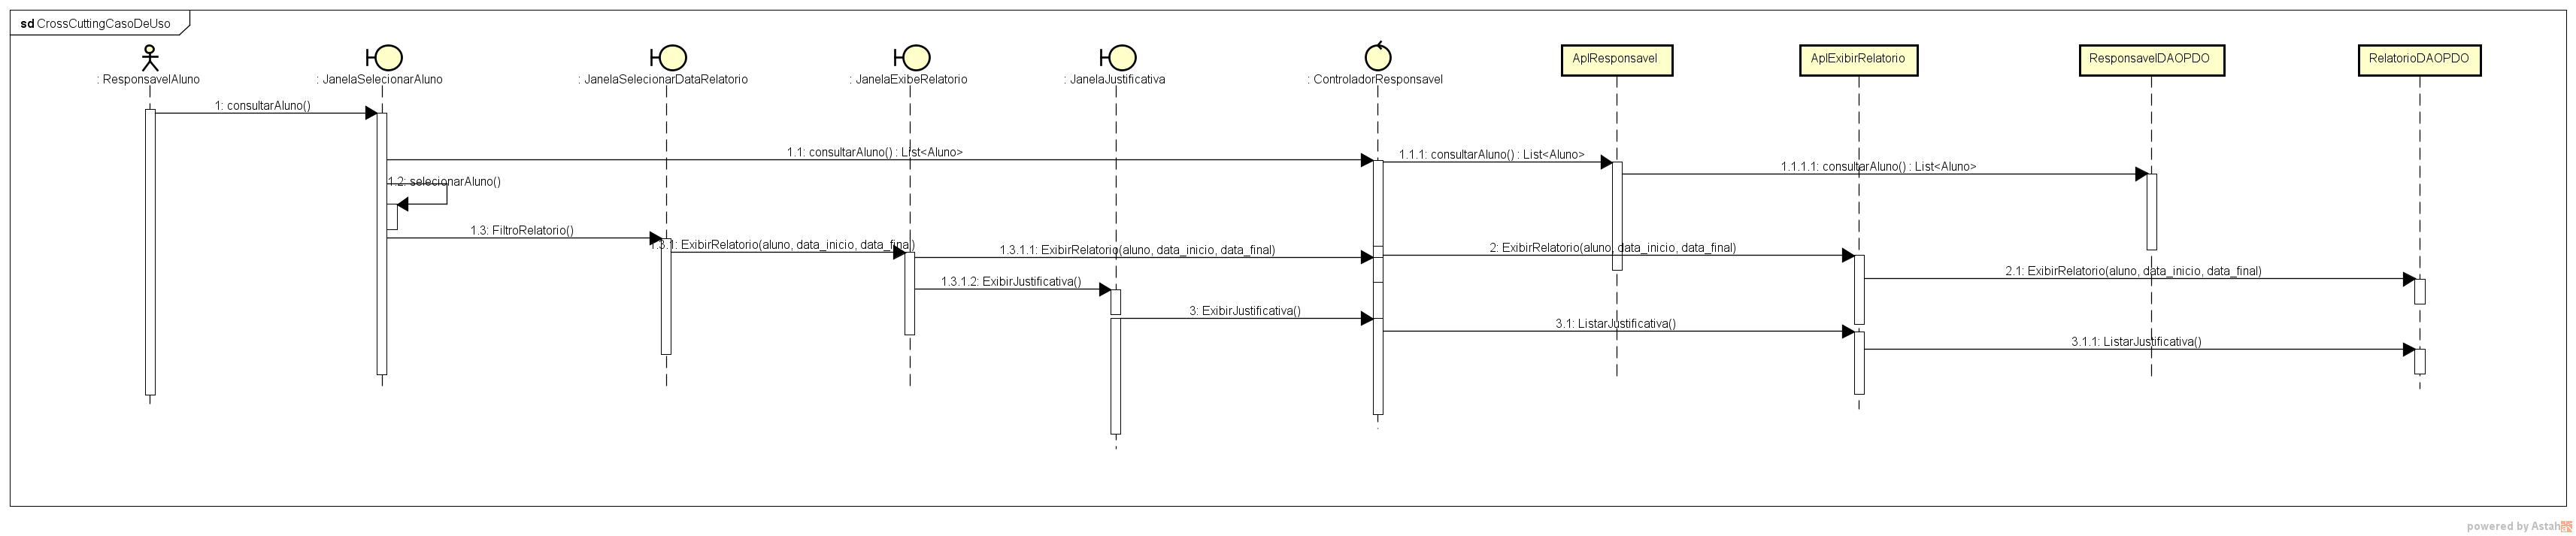 sd CrossCuttingCasoDeUso
: ResponsavelAluno
: JanelaSelecionarAluno
: JanelaSelecionarDataRelatorio
: JanelaExibeRelatorio
: JanelaJustificativa
: ControladorResponsavel
AplResponsavel
AplExibirRelatorio
ResponsavelDAOPDO
RelatorioDAOPDO
1: consultarAluno()
1.1: consultarAluno() : List<Aluno>
1.1.1: consultarAluno() : List<Aluno>
1.1.1.1: consultarAluno() : List<Aluno>
1.2: selecionarAluno()
1.3: FiltroRelatorio()
1.3.1: ExibirRelatorio(aluno, data_inicio, data_final)
1.3.1.1: ExibirRelatorio(aluno, data_inicio, data_final)
2: ExibirRelatorio(aluno, data_inicio, data_final)
2.1: ExibirRelatorio(aluno, data_inicio, data_final)
1.3.1.2: ExibirJustificativa()
3: ExibirJustificativa()
3.1: ListarJustificativa()
3.1.1: ListarJustificativa()
powered by Astah